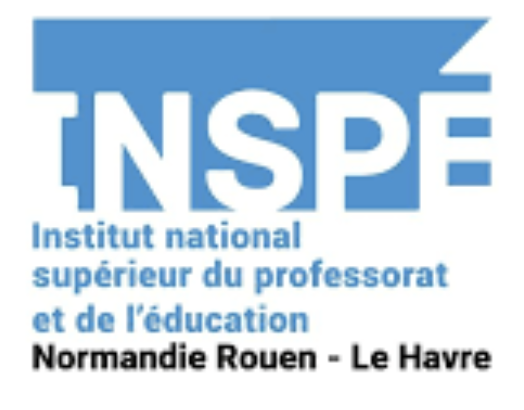 INSPÉ
Institut national
supérieur du professorat
et de l'éducation
Normandie Rouen - Le Havre